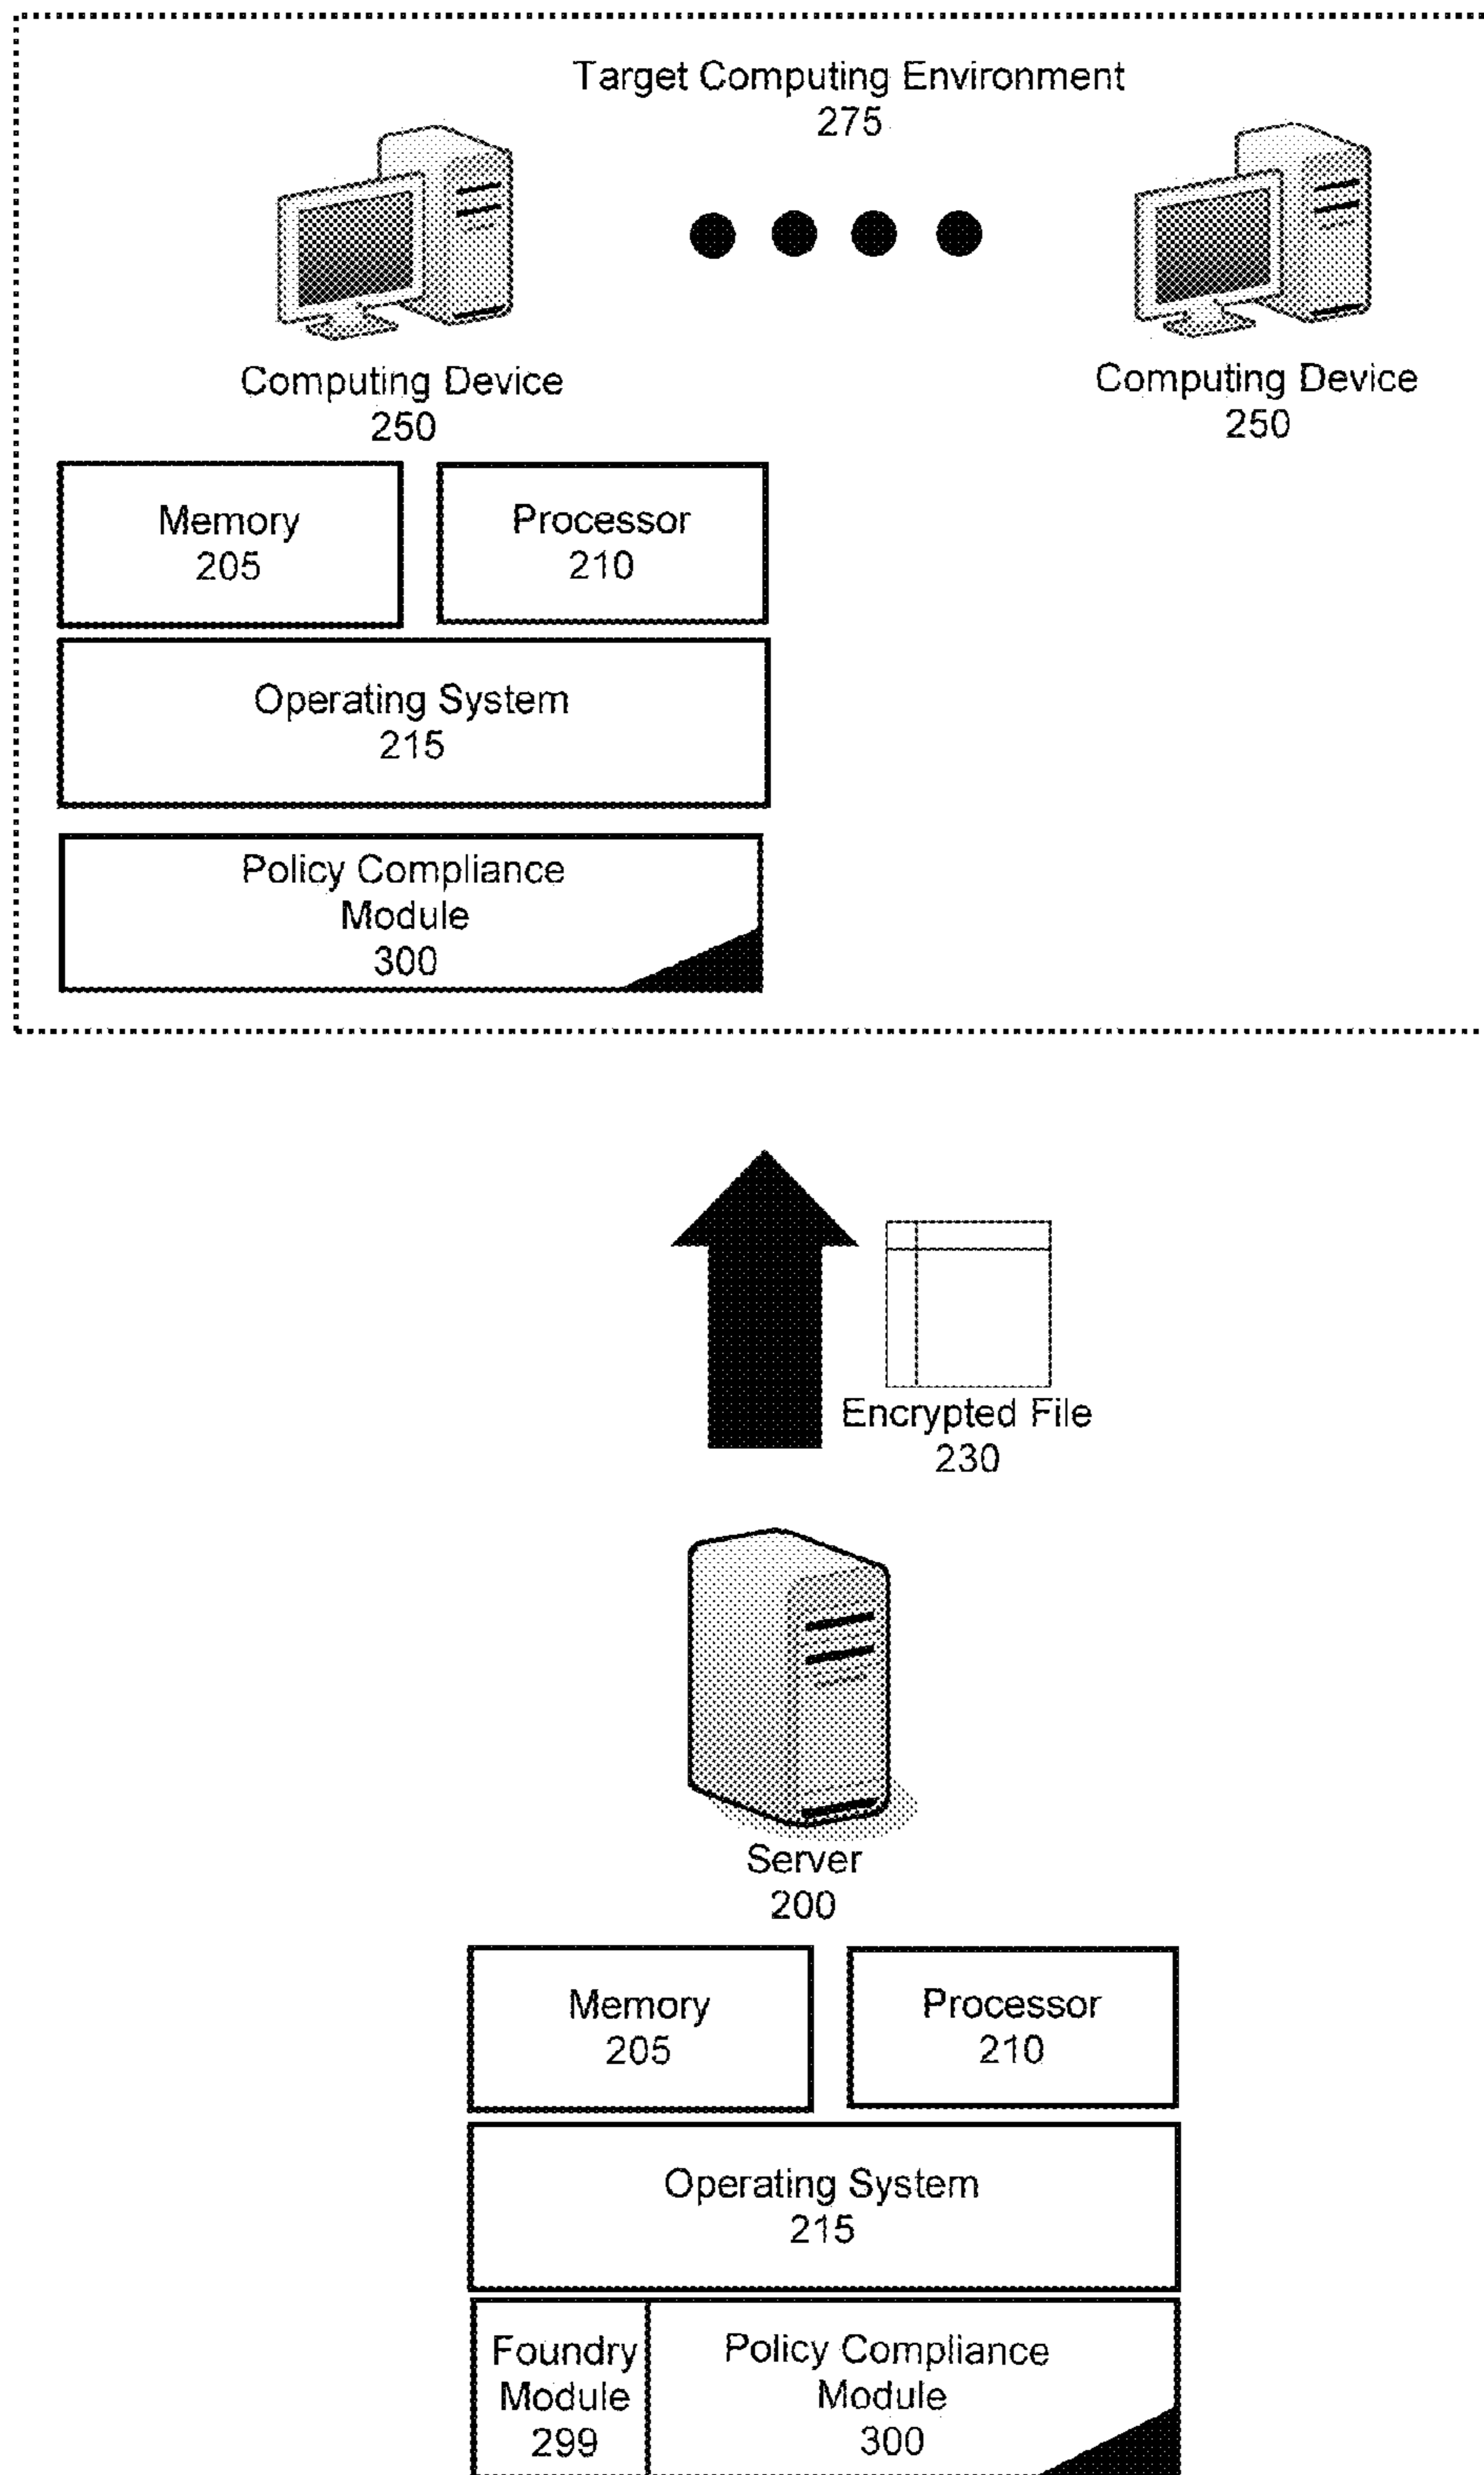 Target Computing Environment
275
Computing Device
250
Computing Device
250
Memory
205
Processor
210
Operating System
215
Policy Compliance
Module
300
Encrypted File
230
Server
200
Memory
205
Processor
210
Operating System
215
Foundry
Module
299
Policy Compliance
Module
300